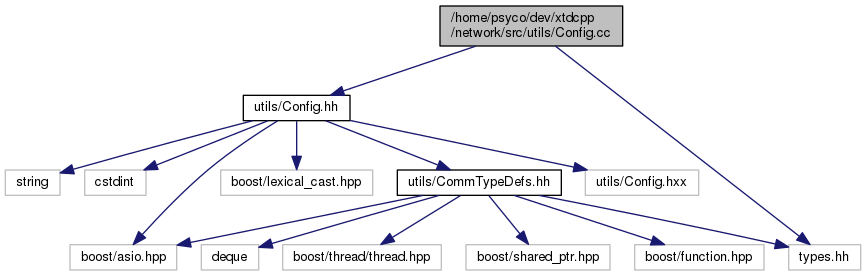 /home/psyco/dev/xtdcpp
/network/src/utils/Config.cc
utils/Config.hh
string
cstdint
boost/lexical_cast.hpp
utils/CommTypeDefs.hh
utils/Config.hxx
boost/asio.hpp
deque
boost/thread/thread.hpp
boost/shared_ptr.hpp
boost/function.hpp
types.hh